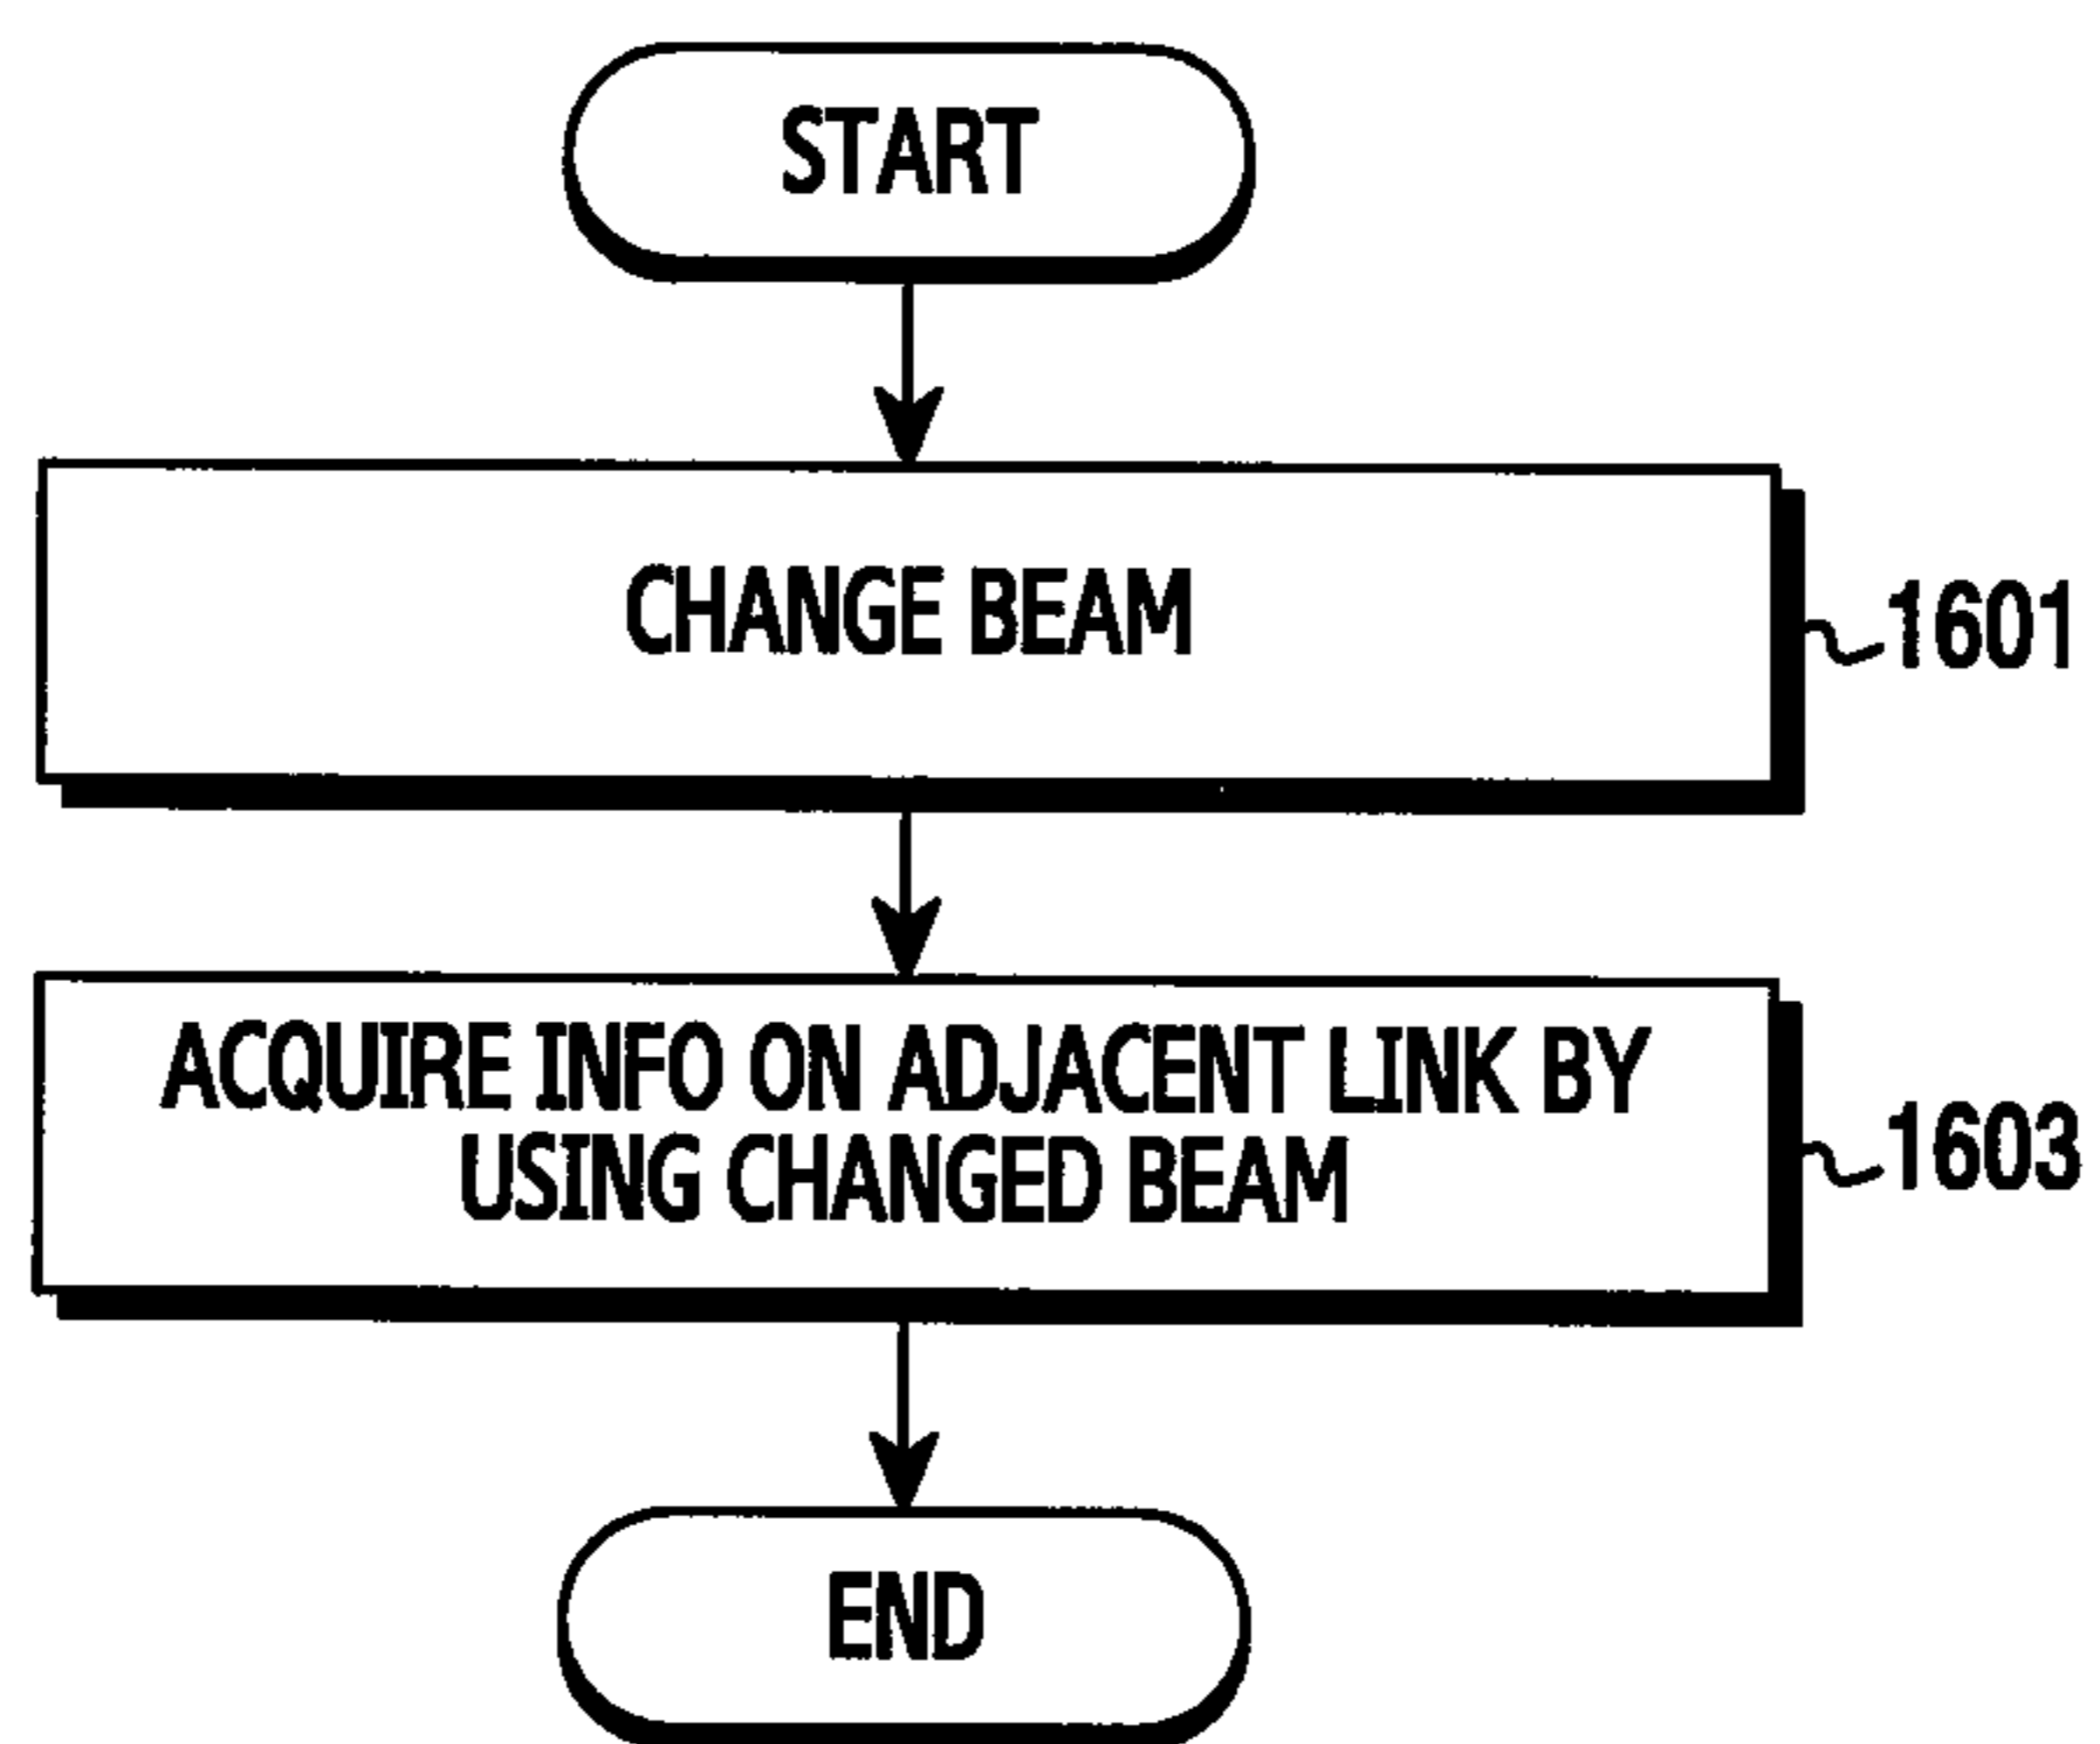 START
CHANGE BEAM
1601
ACQUIRE INFO ON ADJACENT LINK BY
USING CHANGED BEAM
1603
END